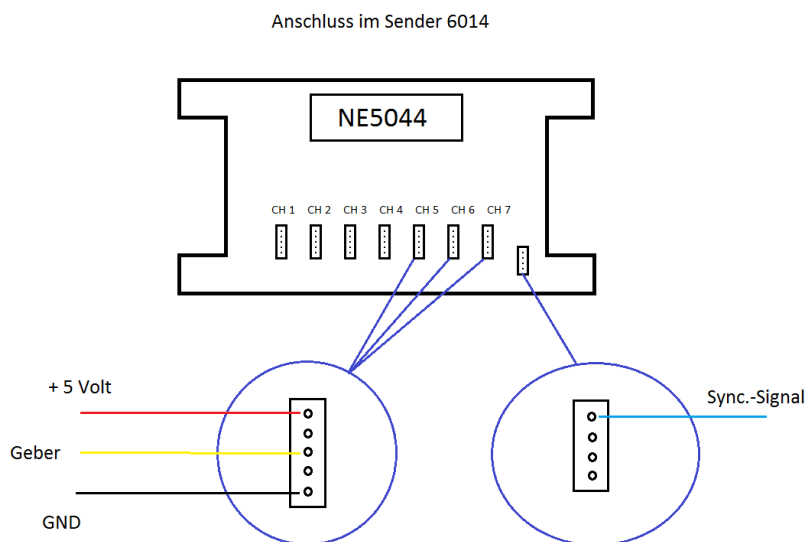 Anschluss im Sender 6014
NE5044
CH 1 CH 2 CH 3 CH 4 CH 5 CH 6 CH 7
+ 5 Volt
Sync.-Signal
Geber
GND